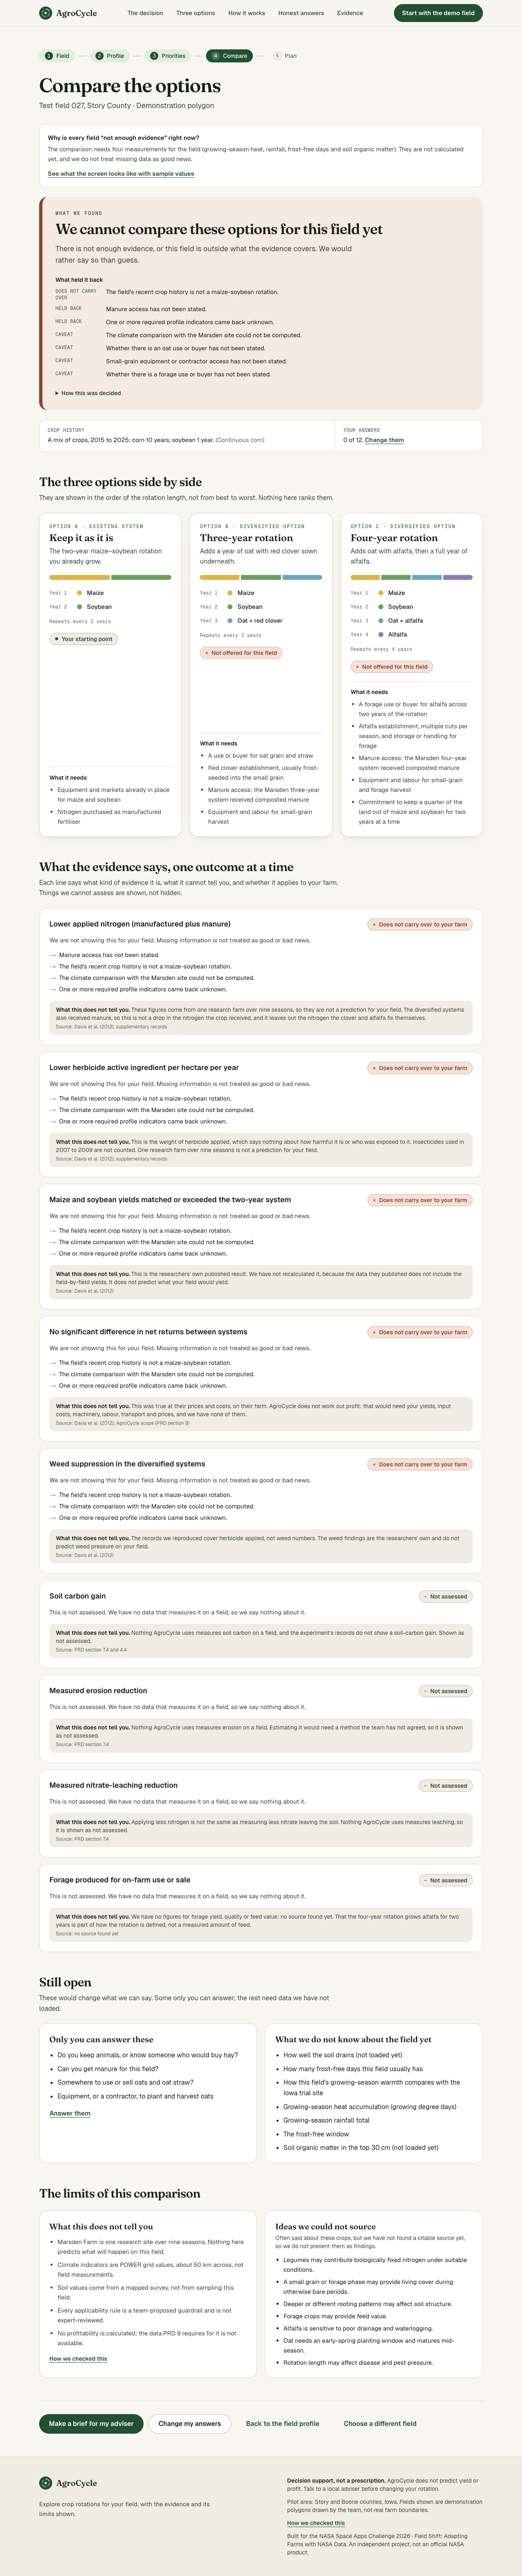 AgroCycle
The decision
Three options
How it works
Honest answers
Evidence
Start with the demo field
1 Field
2 Profile
3 Priorities
4 Compare
5 Plan
Compare the options
Test field 027, Story County · Demonstration polygon
Why is every field "not enough evidence" right now?
The comparison needs four measurements for the field (growing-season heat, rainfall, frost-free days and soil organic matter). They are not calculated
yet, and we do not treat missing data as good news.
See what the screen looks like with sample values
WHAT WE FOUND
We cannot compare these options for this field yet
There is not enough evidence, or this field is outside what the evidence covers. We would
rather say so than guess.
What held it back
DOES NOT CARRY
OVER
The field's recent crop history is not a maize-soybean rotation.
HELD BACK
Manure access has not been stated.
HELD BACK
One or more required profile indicators came back unknown.
CAVEAT
The climate comparison with the Marsden site could not be computed.
CAVEAT
Whether there is an oat use or buyer has not been stated.
CAVEAT
Small-grain equipment or contractor access has not been stated.
CAVEAT
Whether there is a forage use or buyer has not been stated.
How this was decided
CROP HISTORY
A mix of crops, 2015 to 2025: corn 10 years, soybean 1 year. (Continuous corn)
YOUR ANSWERS
0 of 12. Change them
The three options side by side
They are shown in the order of the rotation length, not from best to worst. Nothing here ranks them.
OPTION A · EXISTING SYSTEM
Keep it as it is
The two-year maize–soybean rotation
you already grow.
Year 1 Maize
Year 2 Soybean
Repeats every 2 years
Your starting point
What it needs
Equipment and markets already in place
for maize and soybean
Nitrogen purchased as manufactured
fertiliser
OPTION B · DIVERSIFIED OPTION
Three-year rotation
Adds a year of oat with red clover sown
underneath.
Year 1 Maize
Year 2 Soybean
Year 3 Oat + red clover
Repeats every 3 years
Not offered for this field
What it needs
A use or buyer for oat grain and straw
Red clover establishment, usually frost-
seeded into the small grain
Manure access: the Marsden three-year
system received composted manure
Equipment and labour for small-grain
harvest
OPTION C · DIVERSIFIED OPTION
Four-year rotation
Adds oat with alfalfa, then a full year of
alfalfa.
Year 1 Maize
Year 2 Soybean
Year 3 Oat + alfalfa
Year 4 Alfalfa
Repeats every 4 years
Not offered for this field
What it needs
A forage use or buyer for alfalfa across
two years of the rotation
Alfalfa establishment, multiple cuts per
season, and storage or handling for
forage
Manure access: the Marsden four-year
system received composted manure
Equipment and labour for small-grain
and forage harvest
Commitment to keep a quarter of the
land out of maize and soybean for two
years at a time
What the evidence says, one outcome at a time
Each line says what kind of evidence it is, what it cannot tell you, and whether it applies to your farm.
Things we cannot assess are shown, not hidden.
Lower applied nitrogen (manufactured plus manure)
Does not carry over to your farm
We are not showing this for your field. Missing information is not treated as good or bad news.
Manure access has not been stated.
The field's recent crop history is not a maize-soybean rotation.
The climate comparison with the Marsden site could not be computed.
One or more required profile indicators came back unknown.
What this does not tell you. These figures come from one research farm over nine seasons, so they are not a prediction for your field. The diversified systems
also received manure, so this is not a drop in the nitrogen the crop received, and it leaves out the nitrogen the clover and alfalfa fix themselves.
Source: Davis et al. (2012), supplementary records
Lower herbicide active ingredient per hectare per year
Does not carry over to your farm
We are not showing this for your field. Missing information is not treated as good or bad news.
The field's recent crop history is not a maize-soybean rotation.
The climate comparison with the Marsden site could not be computed.
One or more required profile indicators came back unknown.
What this does not tell you. This is the weight of herbicide applied, which says nothing about how harmful it is or who was exposed to it. Insecticides used in
2007 to 2009 are not counted. One research farm over nine seasons is not a prediction for your field.
Source: Davis et al. (2012), supplementary records
Maize and soybean yields matched or exceeded the two-year system
Does not carry over to your farm
We are not showing this for your field. Missing information is not treated as good or bad news.
The field's recent crop history is not a maize-soybean rotation.
The climate comparison with the Marsden site could not be computed.
One or more required profile indicators came back unknown.
What this does not tell you. This is the researchers' own published result. We have not recalculated it, because the data they published does not include the
field-by-field yields. It does not predict what your field would yield.
Source: Davis et al. (2012)
No significant difference in net returns between systems
Does not carry over to your farm
We are not showing this for your field. Missing information is not treated as good or bad news.
The field's recent crop history is not a maize-soybean rotation.
The climate comparison with the Marsden site could not be computed.
One or more required profile indicators came back unknown.
What this does not tell you. This was true at their prices and costs, on their farm. AgroCycle does not work out profit: that would need your yields, input
costs, machinery, labour, transport and prices, and we have none of them.
Source: Davis et al. (2012); AgroCycle scope (PRD section 9)
Weed suppression in the diversified systems
Does not carry over to your farm
We are not showing this for your field. Missing information is not treated as good or bad news.
The field's recent crop history is not a maize-soybean rotation.
The climate comparison with the Marsden site could not be computed.
One or more required profile indicators came back unknown.
What this does not tell you. The records we reproduced cover herbicide applied, not weed numbers. The weed findings are the researchers' own and do not
predict weed pressure on your field.
Source: Davis et al. (2012)
Soil carbon gain
Not assessed
This is not assessed. We have no data that measures it on a field, so we say nothing about it.
What this does not tell you. Nothing AgroCycle uses measures soil carbon on a field, and the experiment's records do not show a soil-carbon gain. Shown as
not assessed.
Source: PRD section 7.4 and 4.4
Measured erosion reduction
Not assessed
This is not assessed. We have no data that measures it on a field, so we say nothing about it.
What this does not tell you. Nothing AgroCycle uses measures erosion on a field. Estimating it would need a method the team has not agreed, so it is shown
as not assessed.
Source: PRD section 7.4
Measured nitrate-leaching reduction
Not assessed
This is not assessed. We have no data that measures it on a field, so we say nothing about it.
What this does not tell you. Applying less nitrogen is not the same as measuring less nitrate leaving the soil. Nothing AgroCycle uses measures leaching, so
it is shown as not assessed.
Source: PRD section 7.4
Forage produced for on-farm use or sale
Not assessed
This is not assessed. We have no data that measures it on a field, so we say nothing about it.
What this does not tell you. We have no figures for forage yield, quality or feed value: no source found yet. That the four-year rotation grows alfalfa for two
years is part of how the rotation is defined, not a measured amount of feed.
Source: no source found yet
Still open
These would change what we can say. Some only you can answer; the rest need data we have not
loaded.
Only you can answer these
Do you keep animals, or know someone who would buy hay?
Can you get manure for this field?
Somewhere to use or sell oats and oat straw?
Equipment, or a contractor, to plant and harvest oats
Answer them
What we do not know about the field yet
How well the soil drains (not loaded yet)
How many frost-free days this field usually has
How this field's growing-season warmth compares with the
Iowa trial site
Growing-season heat accumulation (growing degree days)
Growing-season rainfall total
The frost-free window
Soil organic matter in the top 30 cm (not loaded yet)
The limits of this comparison
What this does not tell you
Marsden Farm is one research site over nine seasons. Nothing here
predicts what will happen on this field.
Climate indicators are POWER grid values, about 50 km across, not
field measurements.
Soil values come from a mapped survey, not from sampling this
field.
Every applicability rule is a team-proposed guardrail and is not
expert-reviewed.
No profitability is calculated; the data PRD 9 requires for it is not
available.
How we checked this
Ideas we could not source
Often said about these crops, but we have not found a citable source yet,
so we do not present them as findings.
Legumes may contribute biologically fixed nitrogen under suitable
conditions.
A small grain or forage phase may provide living cover during
otherwise bare periods.
Deeper or different rooting patterns may affect soil structure.
Forage crops may provide feed value.
Alfalfa is sensitive to poor drainage and waterlogging.
Oat needs an early-spring planting window and matures mid-
season.
Rotation length may affect disease and pest pressure.
Make a brief for my adviser
Change my answers
Back to the field profile
Choose a different field
AgroCycle
Explore crop rotations for your field, with the evidence and its
limits shown.
Decision support, not a prescription. AgroCycle does not predict yield or
profit. Talk to a local adviser before changing your rotation.
Pilot area: Story and Boone counties, Iowa. Fields shown are demonstration
polygons drawn by the team, not real farm boundaries.
How we checked this
Built for the NASA Space Apps Challenge 2026 · Field Shift: Adapting
Farms with NASA Data. An independent project, not an official NASA
product.